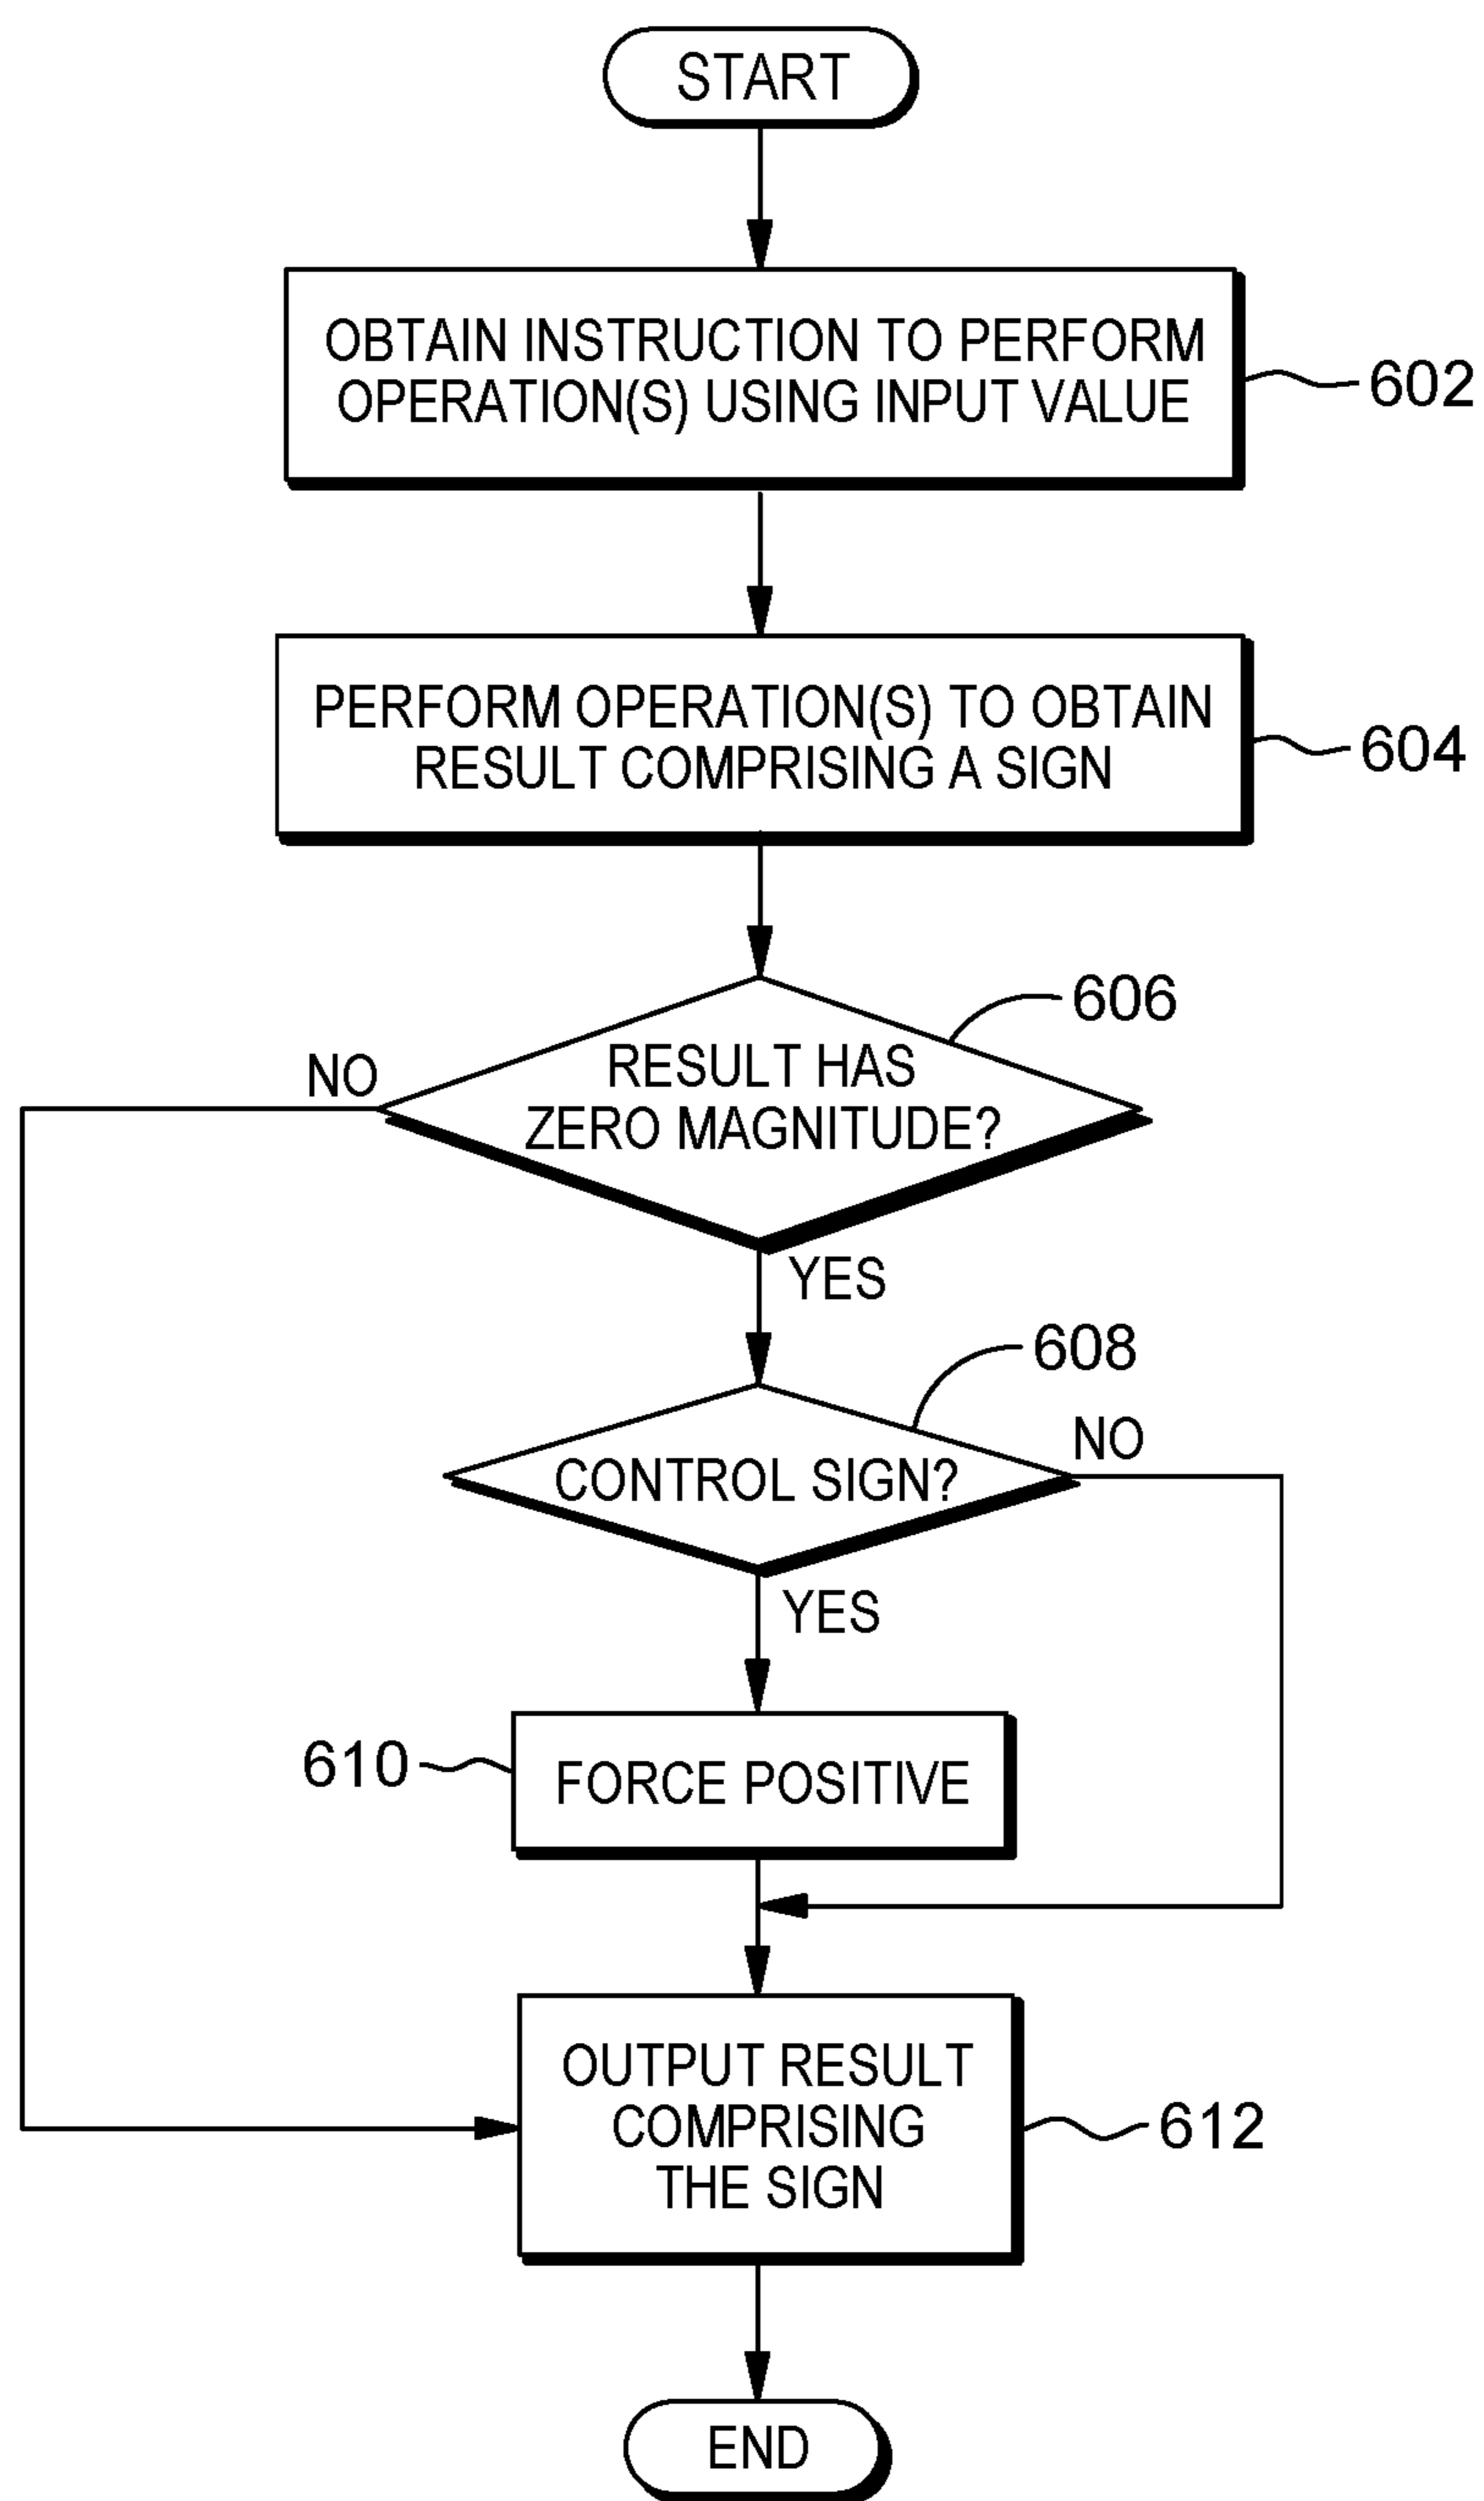 START
OBTAIN INSTRUCTION TO PERFORM
OPERATION(S) USING INPUT VALUE
602
PERFORM OPERATION(S) TO OBTAIN
RESULT COMPRISING A SIGN
604
606
NO
RESULT HAS
ZERO MAGNITUDE?
YES
608
NO
CONTROL SIGN?
YES
610
FORCE POSITIVE
OUTPUT RESULT
COMPRISING
THE SIGN
612
END